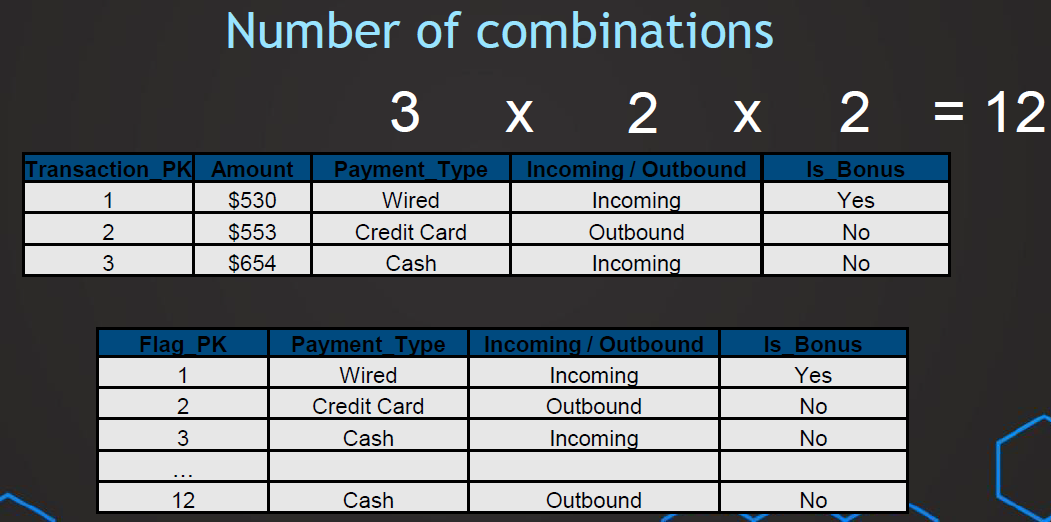 Number of combinations
3 x 2 x 2 = 12
Transaction_PK Amount Payment_Type Incoming / Outbound Is_Bonus
1 $530 Wired Incoming Yes
2 $553 Credit Card Outbound No
3 $654 Cash Incoming No
Flag_PK Payment_Type Incoming / Outbound Is_Bonus
1 Wired Incoming Yes
2 Credit Card Outbound No
3 Cash Incoming No
...
12 Cash Outbound No